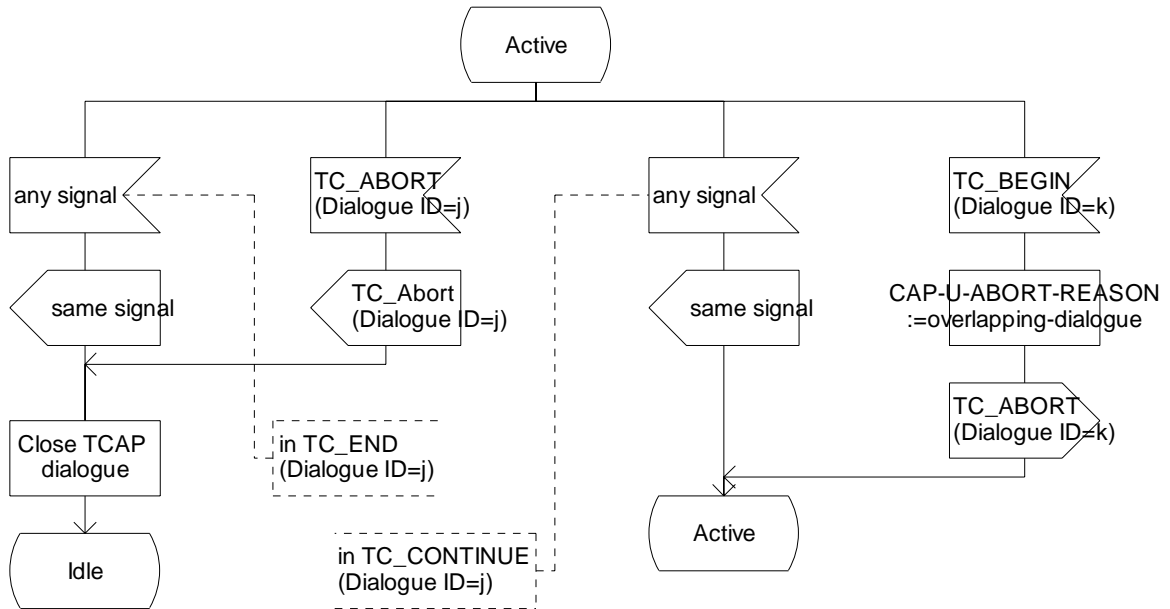 Active
any signal
TC_ABORT
(Dialogue ID=j)
any signal
TC_BEGIN
(Dialogue ID=k)
same signal
TC_Abort
(Dialogue ID=j)
same signal
CAP-U-ABORT-REASON
:=overlapping-dialogue
Close TCAP
dialogue
in TC_END
(Dialogue ID=j)
TC_ABORT
(Dialogue ID=k)
Idle
in TC_CONTINUE
(Dialogue ID=j)
Active